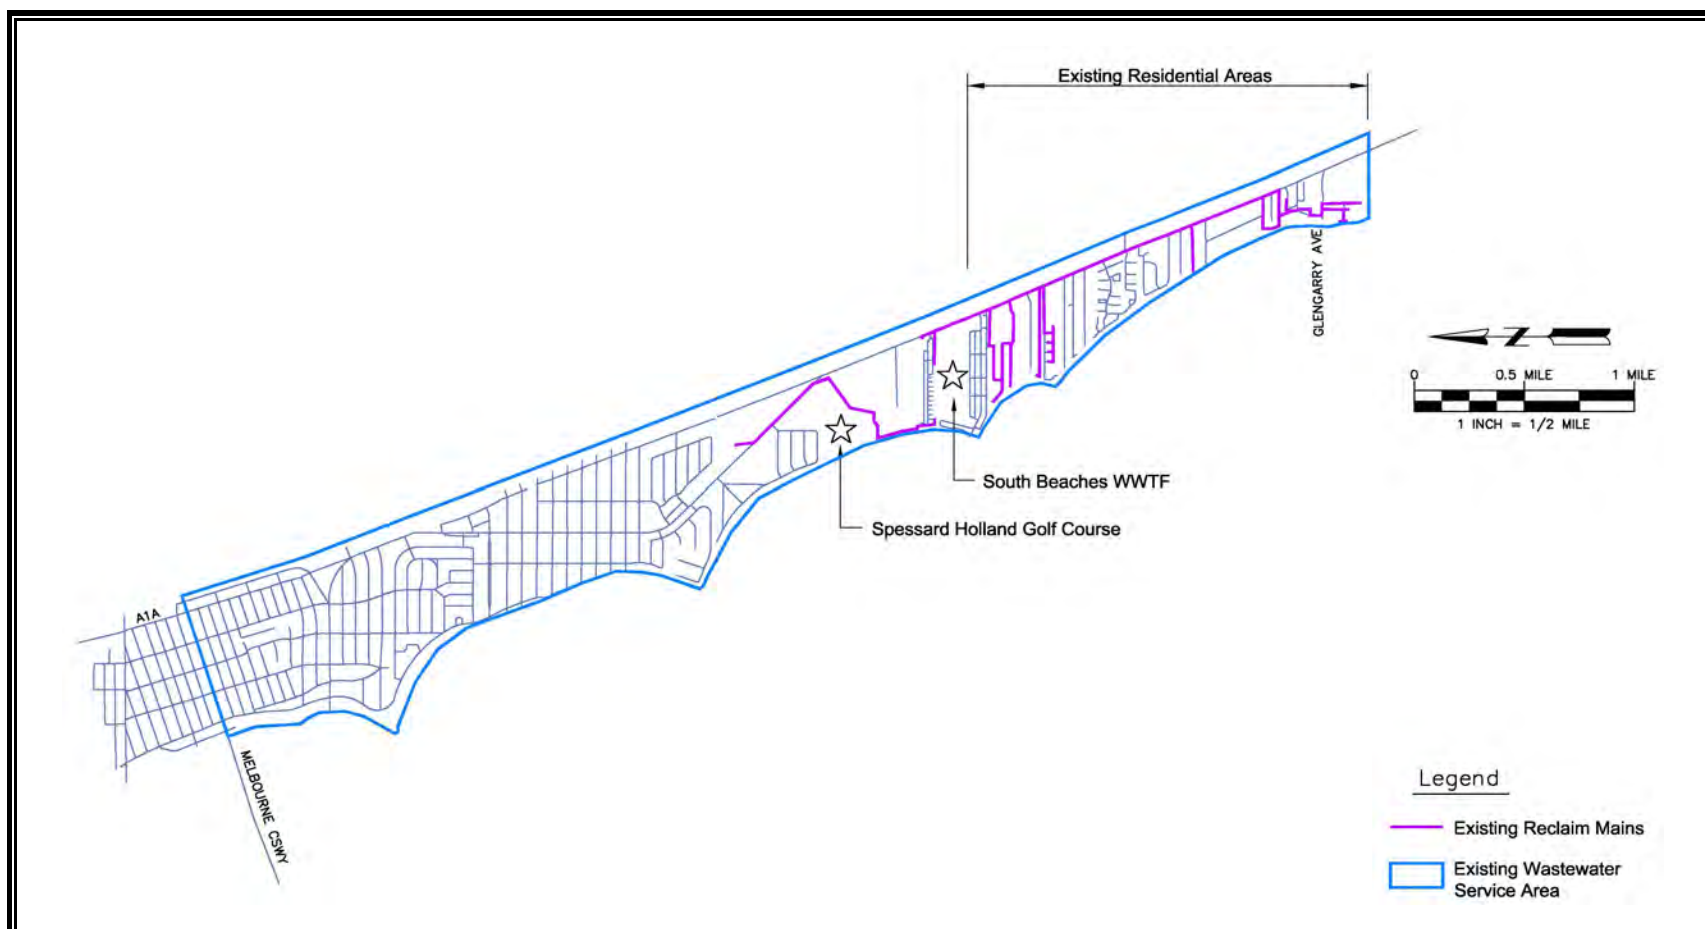 Existing Residential Areas
GLENGARRY AVE
N
0 0.5 MILE 1 MILE
1 INCH = 1/2 MILE
South Beaches WWTF
Spessard Holland Golf Course
A1A
MELBOURNE CSWY
Legend
Existing Reclaim Mains
Existing Wastewater
Service Area